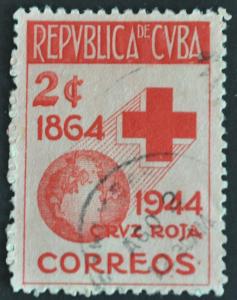 REPVBLICA DE CVBA
2¢
1864
1944
CRVZ ROJA
CORREOS